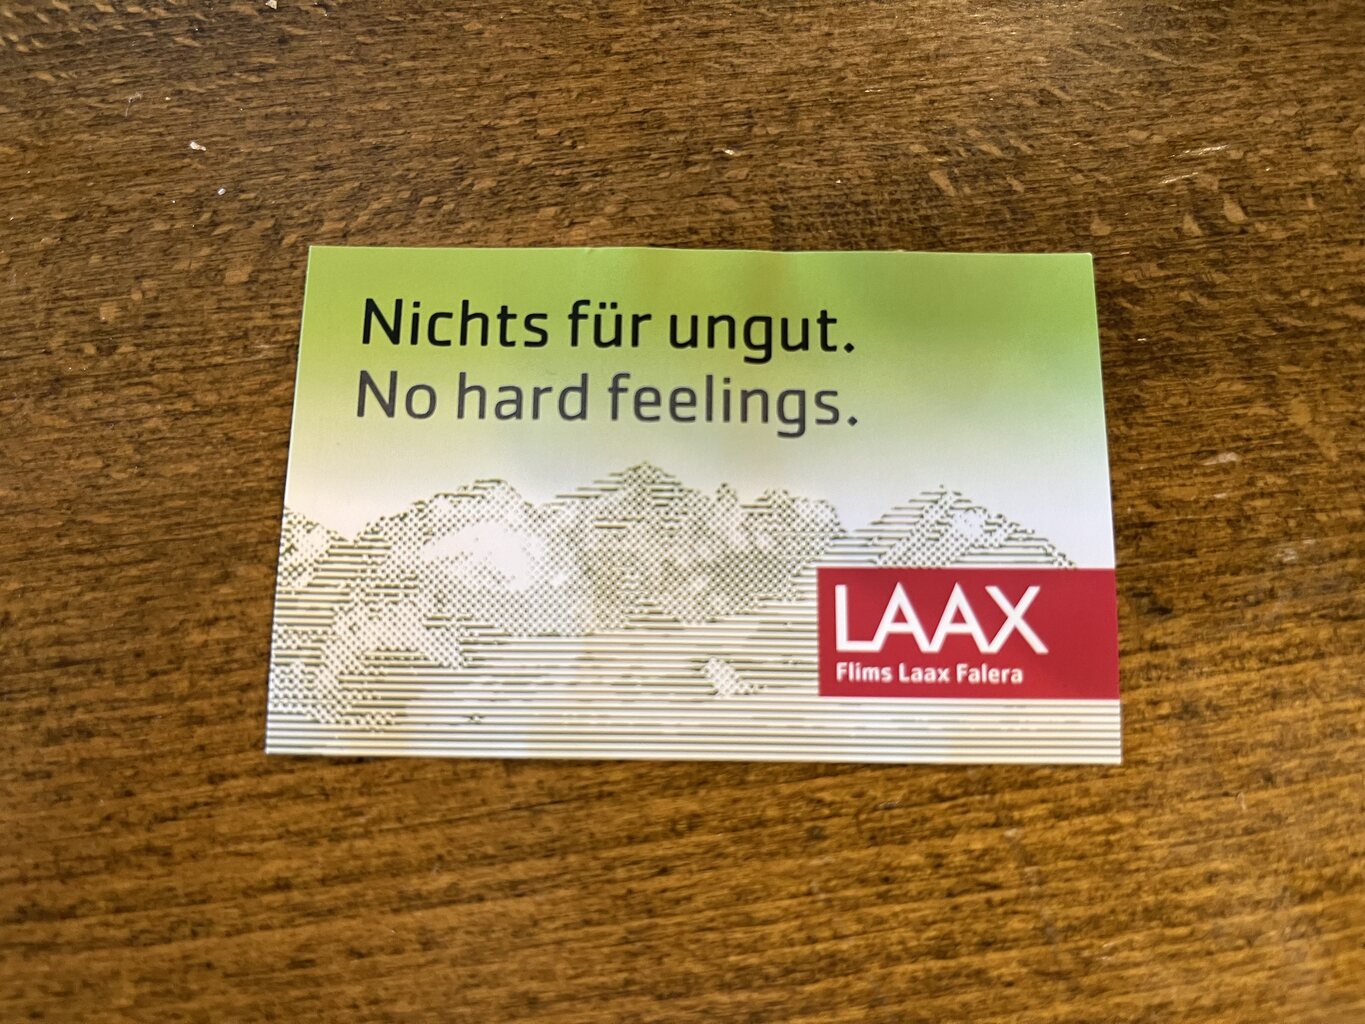 Nichts für ungut.
No hard feelings.
LAAX
Flims Laax Falera